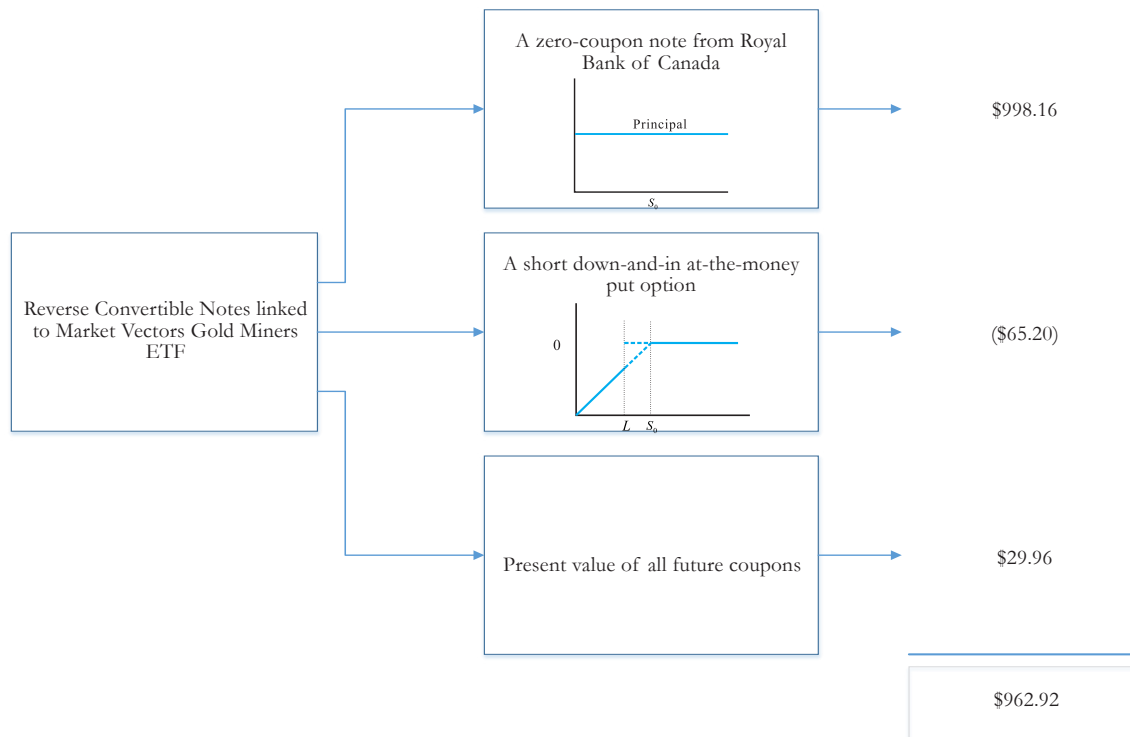 Reverse Convertible Notes linked
to Market Vectors Gold Miners
ETF
A zero-coupon note from Royal
Bank of Canada
Principal
S₀
$998.16
A short down-and-in at-the-money
put option
0
L S₀
($65.20)
Present value of all future coupons
$29.96
$962.92